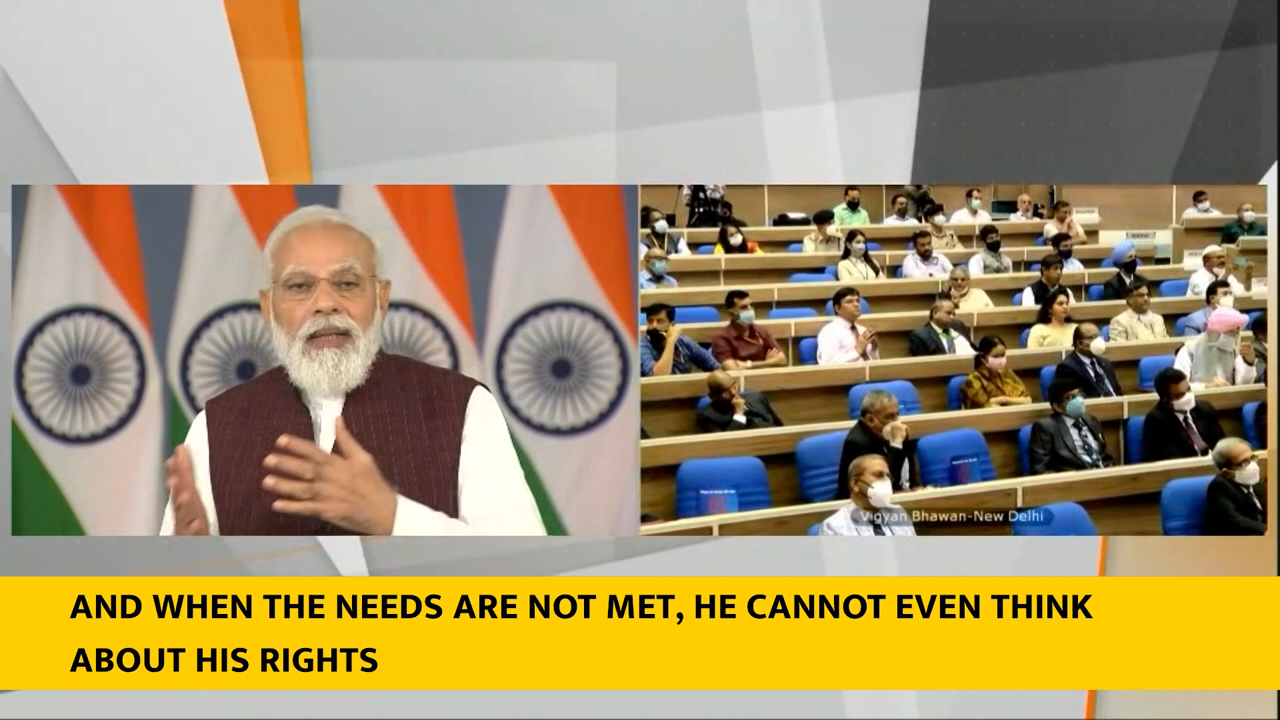 Vigyan Bhawan-New Delhi
AND WHEN THE NEEDS ARE NOT MET, HE CANNOT EVEN THINK
ABOUT HIS RIGHTS